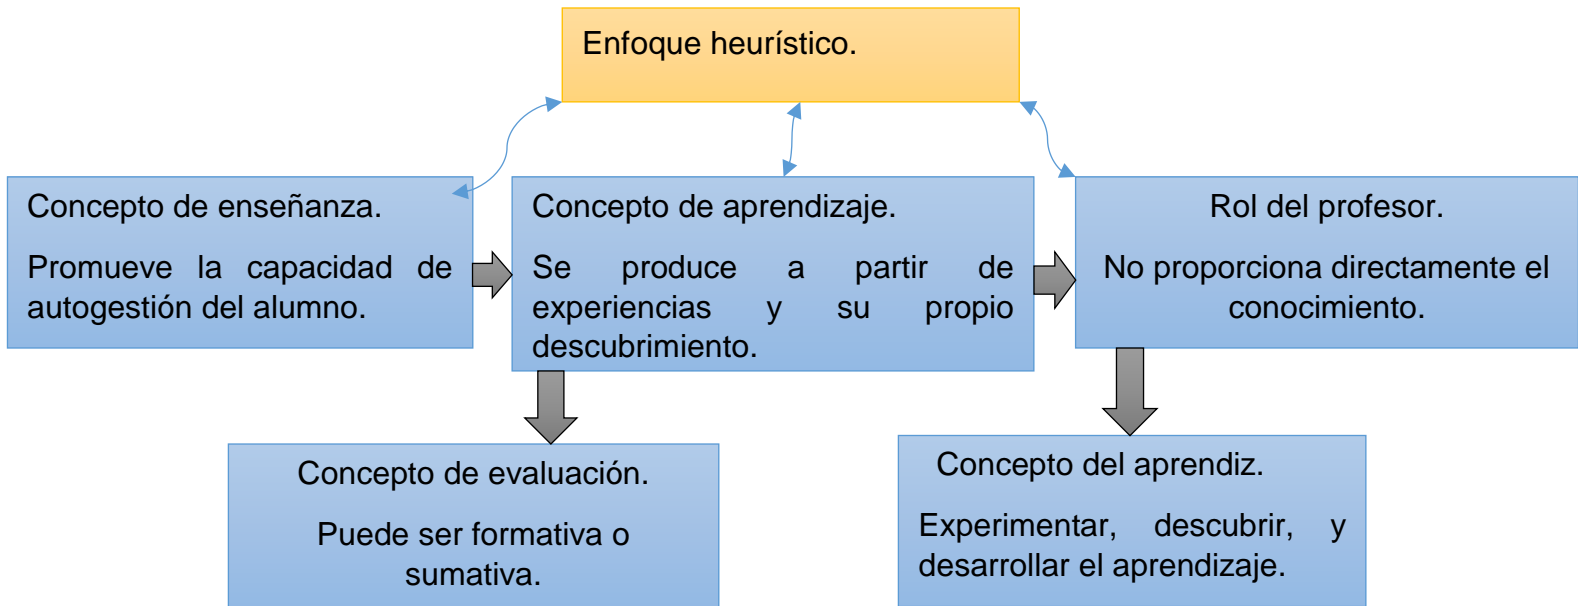 Enfoque heurístico.
Concepto de enseñanza.
Promueve la capacidad de
autogestión del alumno.
Concepto de aprendizaje.
Se produce a partir de
experiencias y su propio
descubrimiento.
Rol del profesor.
No proporciona directamente el
conocimiento.
Concepto de evaluación.
Puede ser formativa o
sumativa.
Concepto del aprendiz.
Experimentar, descubrir, y
desarrollar el aprendizaje.